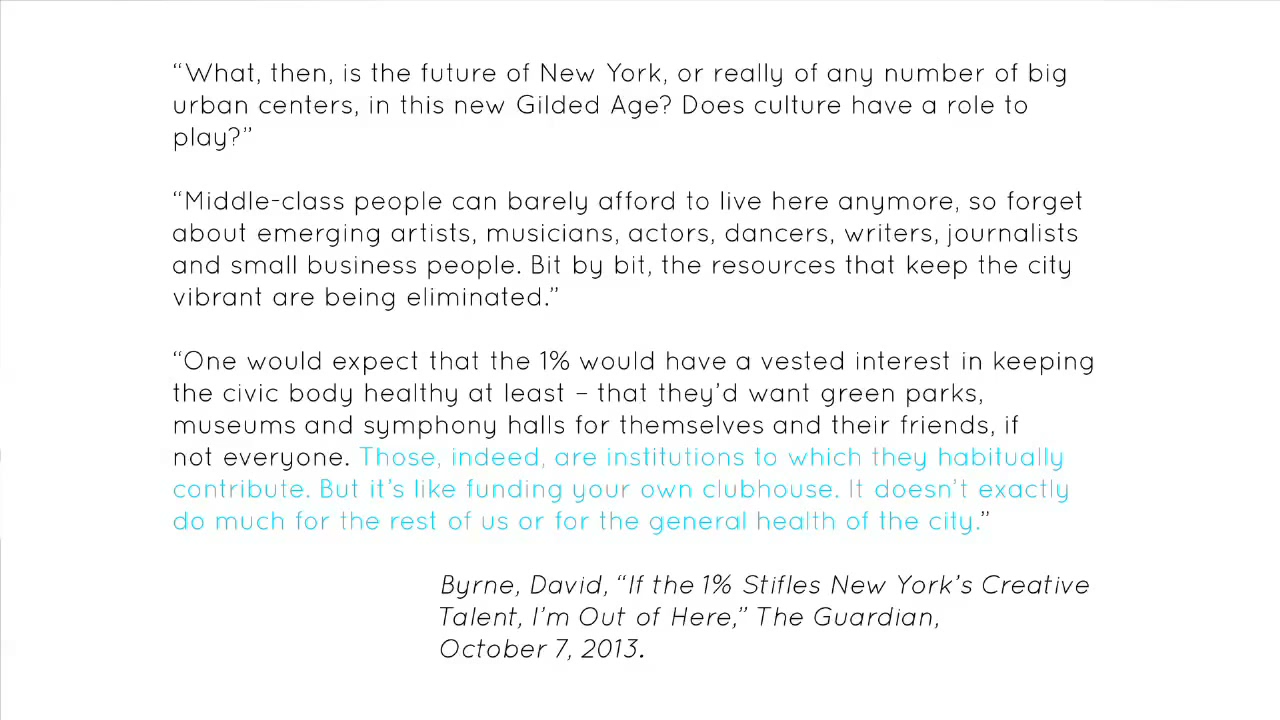 “What, then, is the future of New York, or really of any number of big
urban centers, in this new Gilded Age? Does culture have a role to
play?”
“Middle-class people can barely afford to live here anymore, so forget
about emerging artists, musicians, actors, dancers, writers, journalists
and small business people. Bit by bit, the resources that keep the city
vibrant are being eliminated.”
“One would expect that the 1% would have a vested interest in keeping
the civic body healthy at least – that they’d want green parks,
museums and symphony halls for themselves and their friends, if
not everyone. Those, indeed, are institutions to which they habitually
contribute. But it’s like funding your own clubhouse. It doesn’t exactly
do much for the rest of us or for the general health of the city.”
Byrne, David, “If the 1% Stifles New York’s Creative
Talent, I’m Out of Here,” The Guardian,
October 7, 2013.